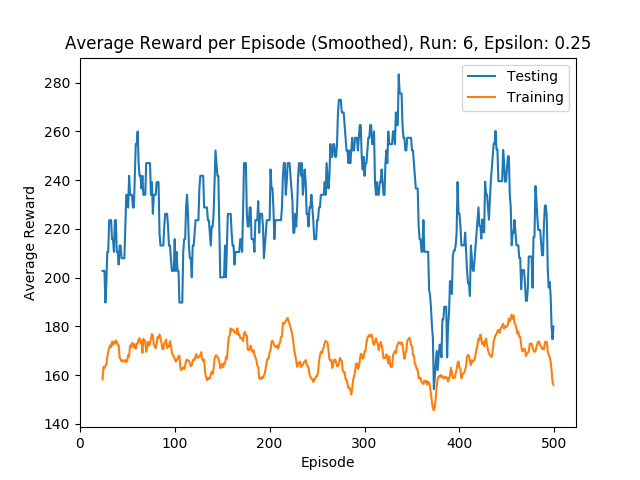 Average Reward per Episode (Smoothed), Run: 6, Epsilon: 0.25
Testing
Training
Average Reward
280
260
240
220
200
180
160
140
0
100
200
300
400
500
Episode